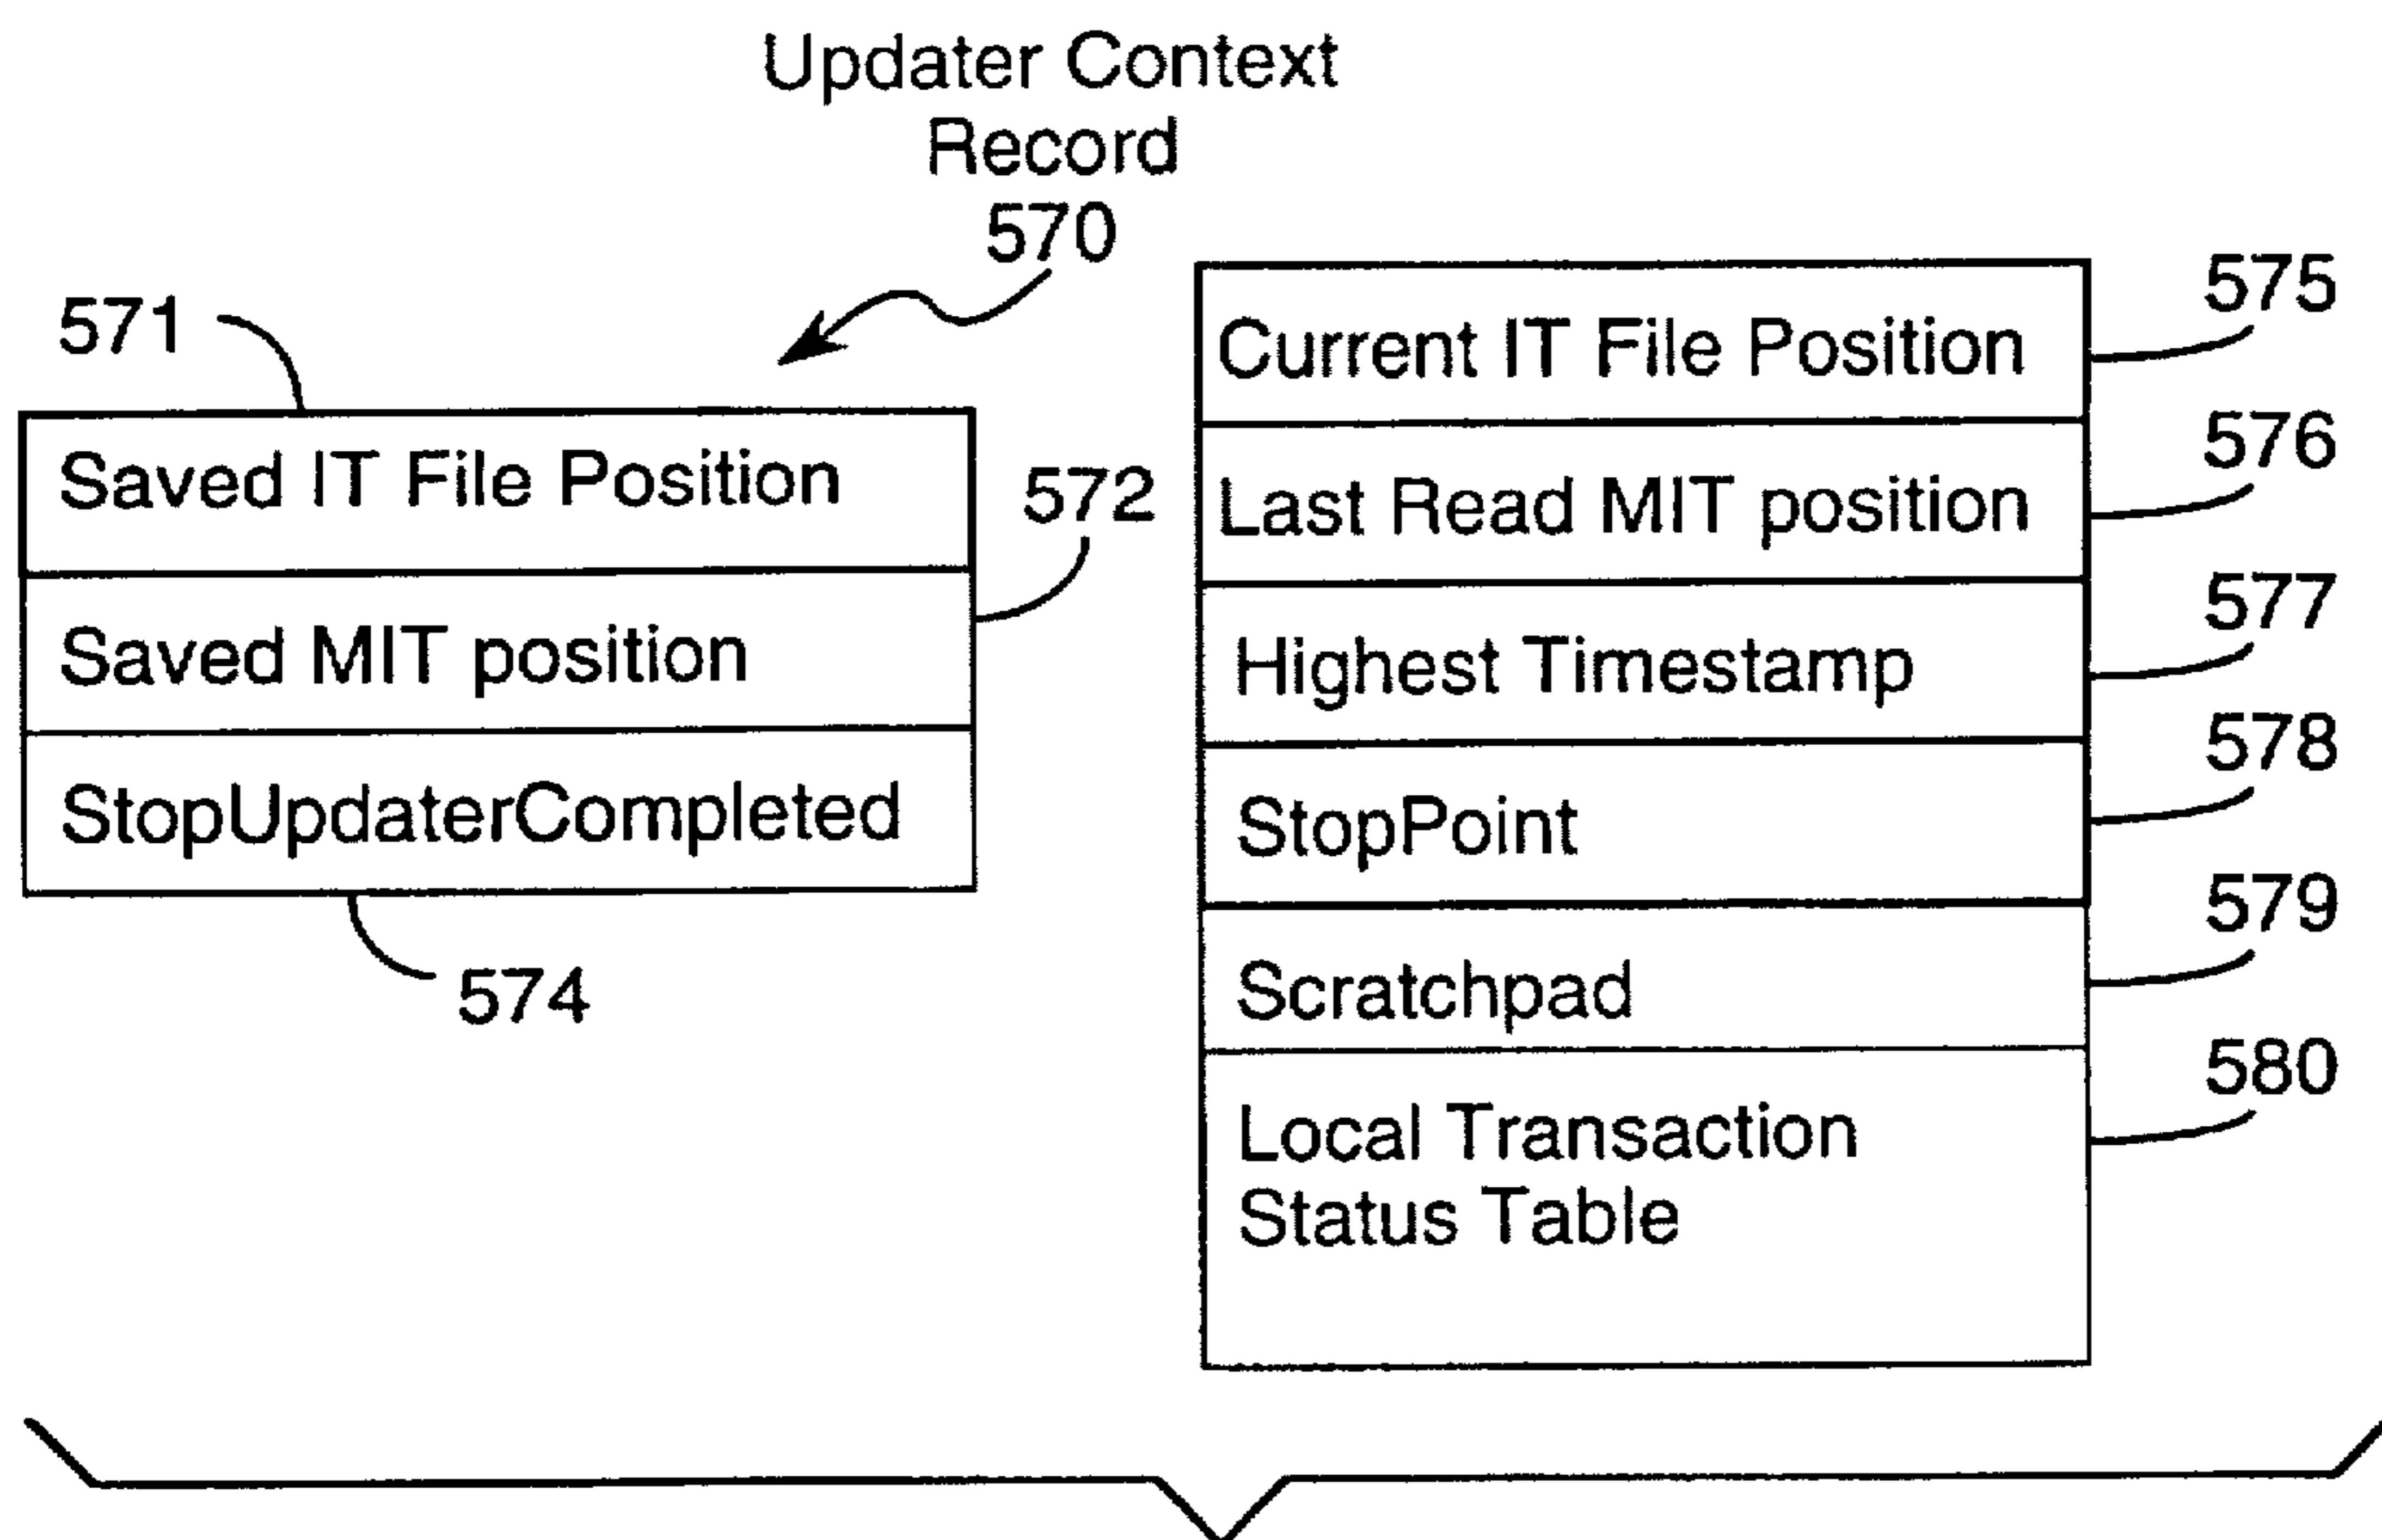 Updater Context
Record
570
571
Saved IT File Position
572
Saved MIT position
StopUpdaterCompleted
574
575
Current IT File Position
576
Last Read MIT position
577
Highest Timestamp
578
StopPoint
579
Scratchpad
580
Local Transaction
Status Table